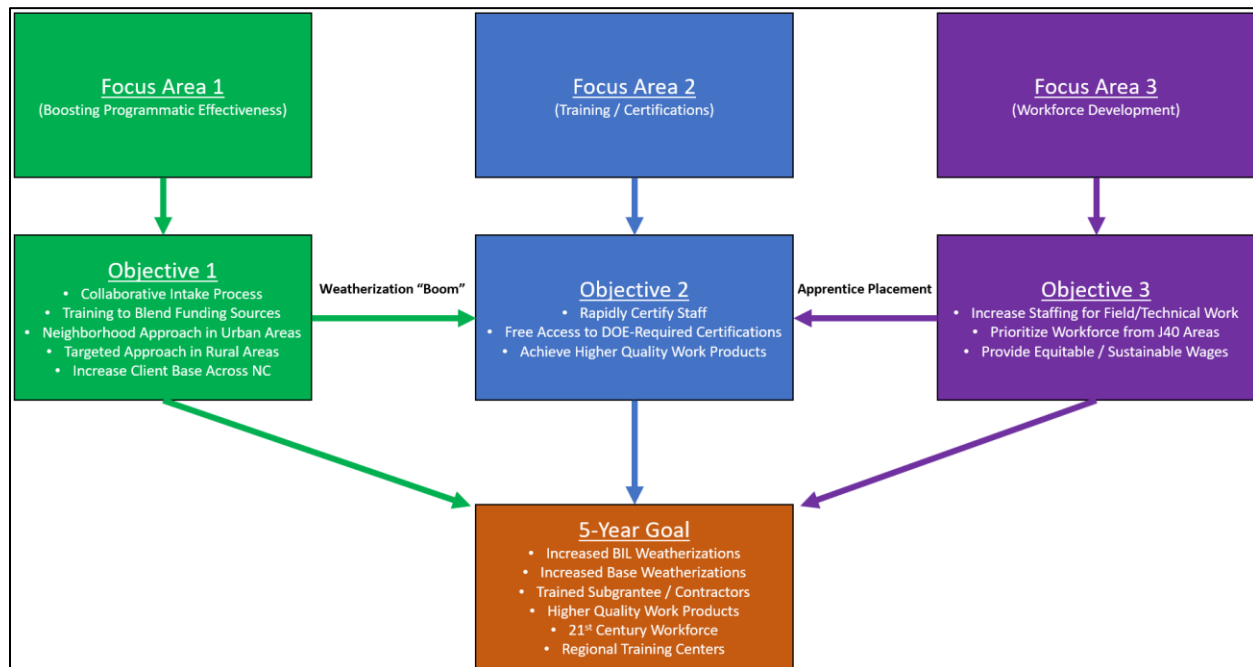 Focus Area 1
(Boosting Programmatic Effectiveness)
Focus Area 2
(Training / Certifications)
Focus Area 3
(Workforce Development)
Objective 1
• Collaborative Intake Process
• Training to Blend Funding Sources
• Neighborhood Approach in Urban Areas
• Targeted Approach in Rural Areas
• Increase Client Base Across NC
Weatherization “Boom”
Objective 2
• Rapidly Certify Staff
• Free Access to DOE-Required Certifications
• Achieve Higher Quality Work Products
Apprentice Placement
Objective 3
• Increase Staffing for Field/Technical Work
• Prioritize Workforce from J40 Areas
• Provide Equitable / Sustainable Wages
5-Year Goal
• Increased BIL Weatherizations
• Increased Base Weatherizations
• Trained Subgrantee / Contractors
• Higher Quality Work Products
• 21st Century Workforce
• Regional Training Centers